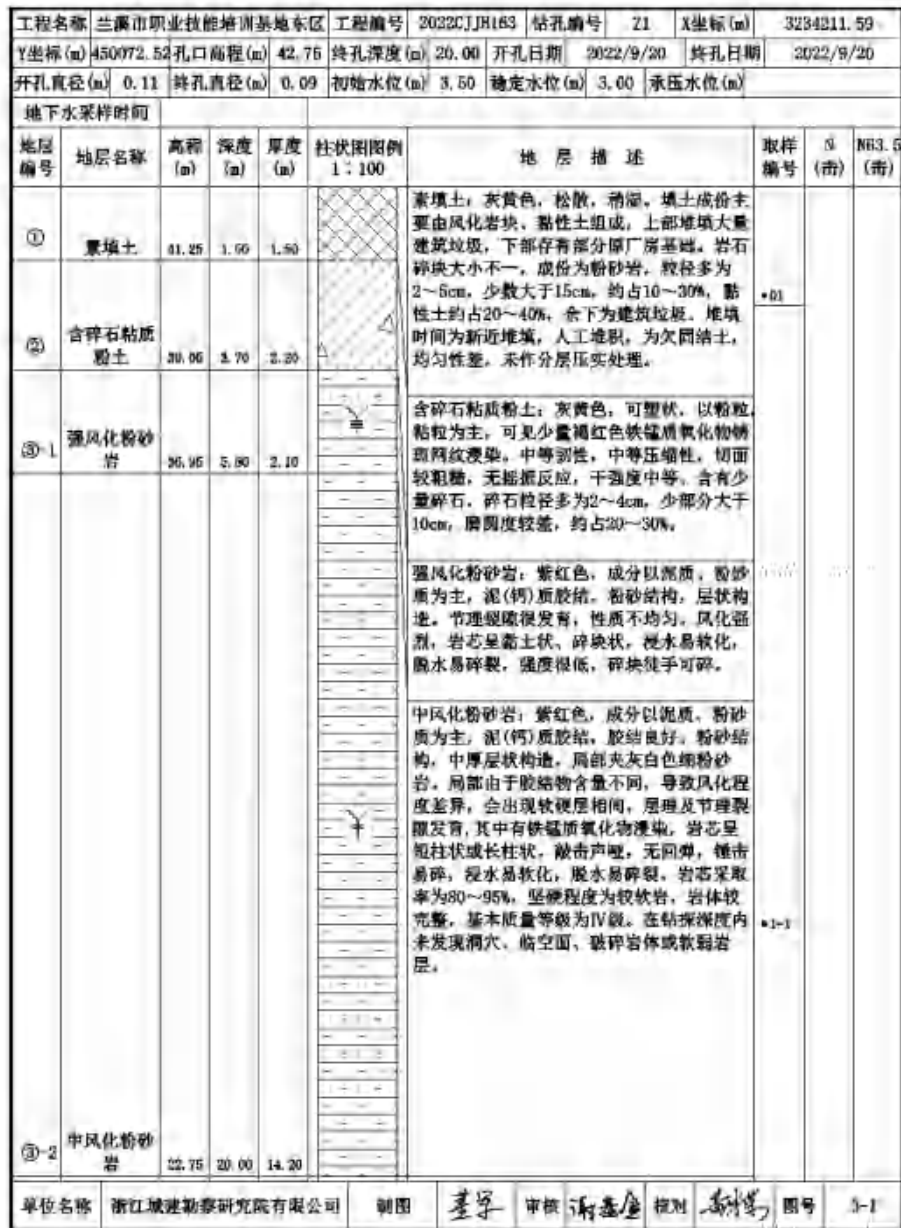 工程名称 兰溪市职业技能培训基地东区 工程编号 2022CJJH163 钻孔编号 Z1 X坐标(m) 3234211.59
Y坐标(m) 450072.52 孔口高程(m) 42.75 终孔深度(m) 20.00 开孔日期 2022/9/20 终孔日期 2022/9/20
开孔直径(m) 0.11 终孔直径(m) 0.09 初始水位(m) 3.50 稳定水位(m) 3.60 承压水位(m)
地下水采样时间
地层编号 地层名称 高程(m) 深度(m) 厚度(m) 柱状图图例 1:100 地 层 描 述 取样编号 N(击) N63.5(击)
① 素填土 41.25 1.50 1.50
素填土：灰黄色，松散，稍湿，填土成份主
要由风化岩块、黏性土组成，上部堆填大量
建筑垃圾，下部存有部分原厂房基础。岩石
碎块大小不一，成份为粉砂岩，粒径多为
2～5cm，少数大于15cm，约占10～30%，黏
性土约占20～40%，余下为建筑垃圾。堆填
时间为新近堆填，人工堆积，为欠固结土，
均匀性差，未作分层压实处理。
② 含碎石粘质粉土 3.70 2.20
含碎石粘质粉土：灰黄色，可塑状，以粉粒、
粘粒为主，可见少量褐红色铁锰质氧化物锈
斑网纹浸染。中等韧性，中等压缩性，切面
较粗糙，无摇振反应，干强度中等。含有少
量碎石，碎石粒径多为2～4cm，少部分大于
10cm，磨圆度较差，约占20～30%。
③-1 强风化粉砂岩 36.95 5.80 2.10
强风化粉砂岩：紫红色，成分以泥质、粉砂
质为主，泥(钙)质胶结，粉砂结构，层状构
造。节理裂隙很发育，性质不均匀，风化强
烈，岩芯呈黏土状、碎块状，浸水易软化，
脱水易碎裂，强度很低，碎块徒手可碎。
③-2 中风化粉砂岩 22.75 20.00 14.20
中风化粉砂岩：紫红色，成分以泥质、粉砂
质为主，泥(钙)质胶结，胶结良好。粉砂结
构，中厚层状构造，局部夹灰白色细粉砂
岩。局部由于胶结物含量不同，导致风化程
度差异，会出现软硬层相间，层理及节理裂
隙发育，其中有铁锰质氧化物浸染，岩芯呈
短柱状或长柱状，敲击声哑，无回弹，锤击
易碎，浸水易软化，脱水易碎裂。岩芯采取
率为80～95%，坚硬程度为较软岩，岩体较
完整，基本质量等级为Ⅳ级。在钻探深度内
未发现洞穴、临空面、破碎岩体或软弱岩
层。
01
1-1
单位名称 浙江城建勘察研究院有限公司 制图 审核 校对 图号 3-1